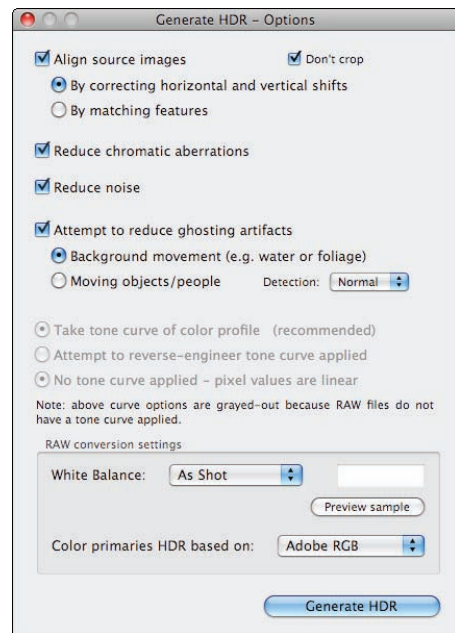 Generate HDR – Options
Align source images Don't crop
By correcting horizontal and vertical shifts
By matching features
Reduce chromatic aberrations
Reduce noise
Attempt to reduce ghosting artifacts
Background movement (e.g. water or foliage)
Moving objects/people Detection: Normal
Take tone curve of color profile (recommended)
Attempt to reverse-engineer tone curve applied
No tone curve applied – pixel values are linear
Note: above curve options are grayed-out because RAW files do not
have a tone curve applied.
RAW conversion settings
White Balance: As Shot
Preview sample
Color primaries HDR based on: Adobe RGB
Generate HDR